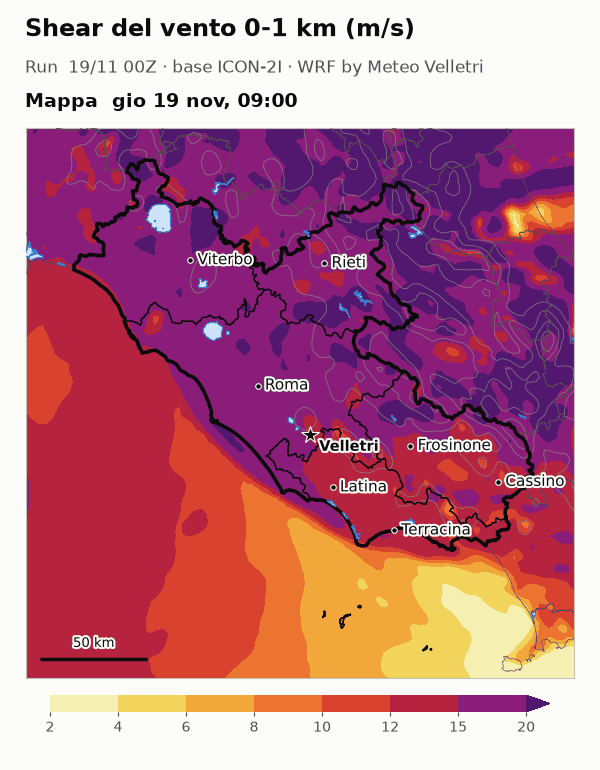 Shear del vento 0-1 km (m/s)
Run  19/11 00Z · base ICON-2I · WRF by Meteo Velletri
Mappa  gio 19 nov, 09:00
Viterbo
Rieti
Roma
Velletri
Frosinone
Latina
Cassino
Terracina
50 km
2 4 6 8 10 12 15 20